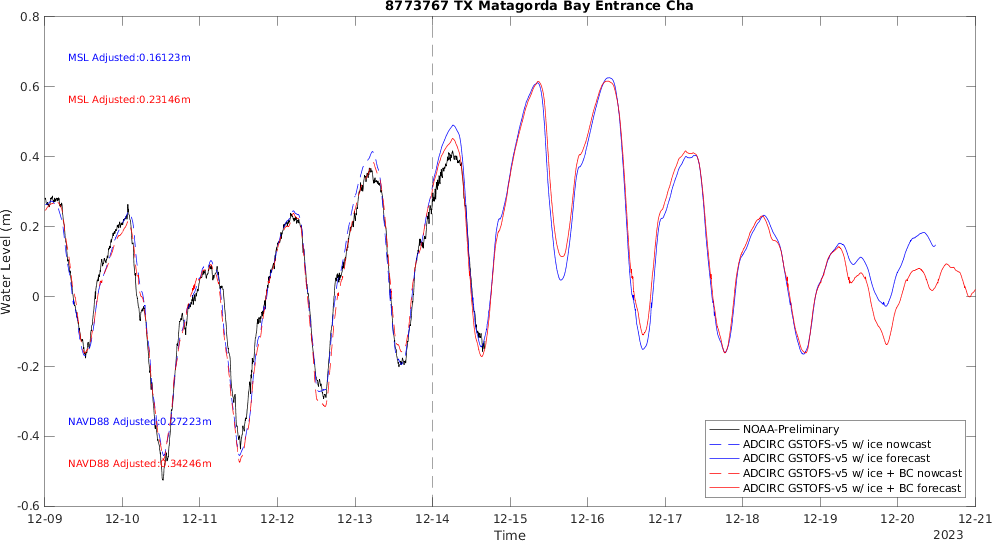 8773767 TX Matagorda Bay Entrance Cha
0.8
0.6
0.4
0.2
0
-0.2
-0.4
-0.6
Water Level (m)
MSL Adjusted:0.16123m
MSL Adjusted:0.23146m
NAVD88 Adjusted:0.27223m
NAVD88 Adjusted:0.34246m
NOAA-Preliminary
ADCIRC GSTOFS-v5 w/ ice nowcast
ADCIRC GSTOFS-v5 w/ ice forecast
ADCIRC GSTOFS-v5 w/ ice + BC nowcast
ADCIRC GSTOFS-v5 w/ ice + BC forecast
12-09 12-10 12-11 12-12 12-13 12-14 12-15 12-16 12-17 12-18 12-19 12-20 12-21
Time
2023